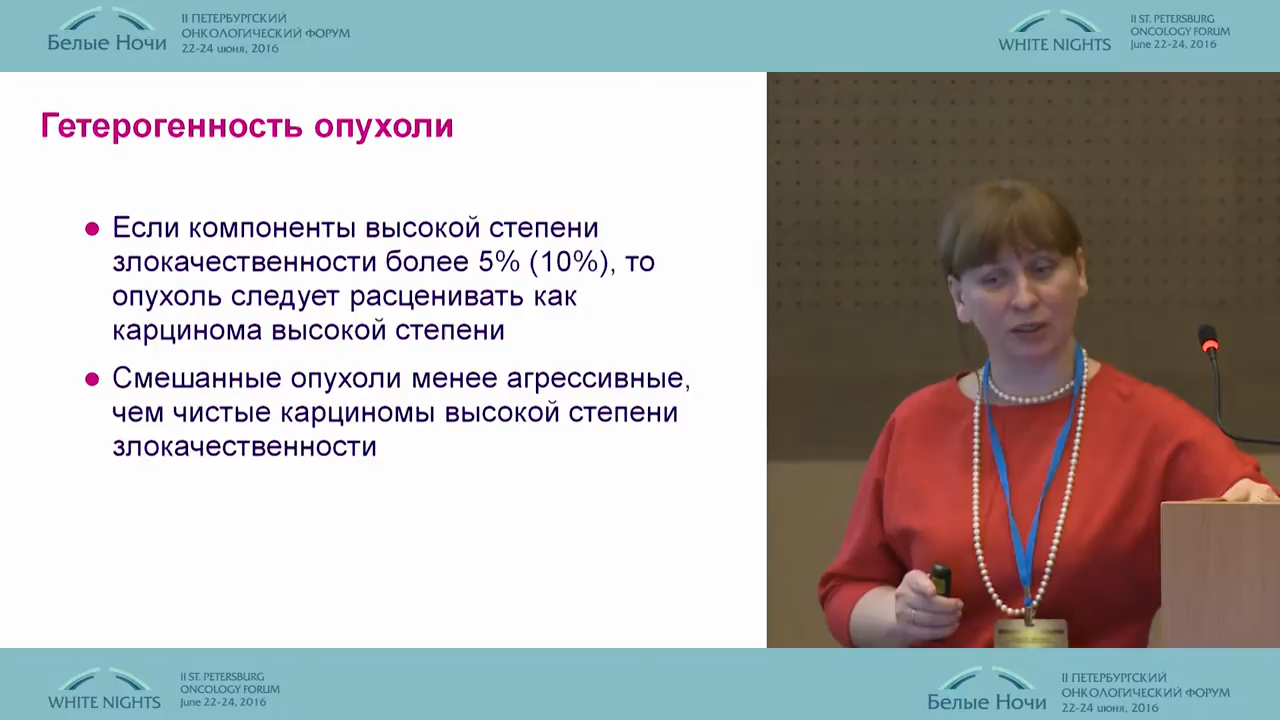 Белые Ночи
II ПЕТЕРБУРГСКИЙ
ОНКОЛОГИЧЕСКИЙ ФОРУМ
22-24 июня, 2016
WHITE NIGHTS
II ST. PETERSBURG
ONCOLOGY FORUM
June 22-24, 2016
Гетерогенность опухоли
Если компоненты высокой степени
злокачественности более 5% (10%), то
опухоль следует расценивать как
карцинома высокой степени
Смешанные опухоли менее агрессивные,
чем чистые карциномы высокой степени
злокачественности
WHITE NIGHTS
II ST. PETERSBURG
ONCOLOGY FORUM
June 22-24, 2016
Белые Ночи
II ПЕТЕРБУРГСКИЙ
ОНКОЛОГИЧЕСКИЙ ФОРУМ
22-24 июня, 2016